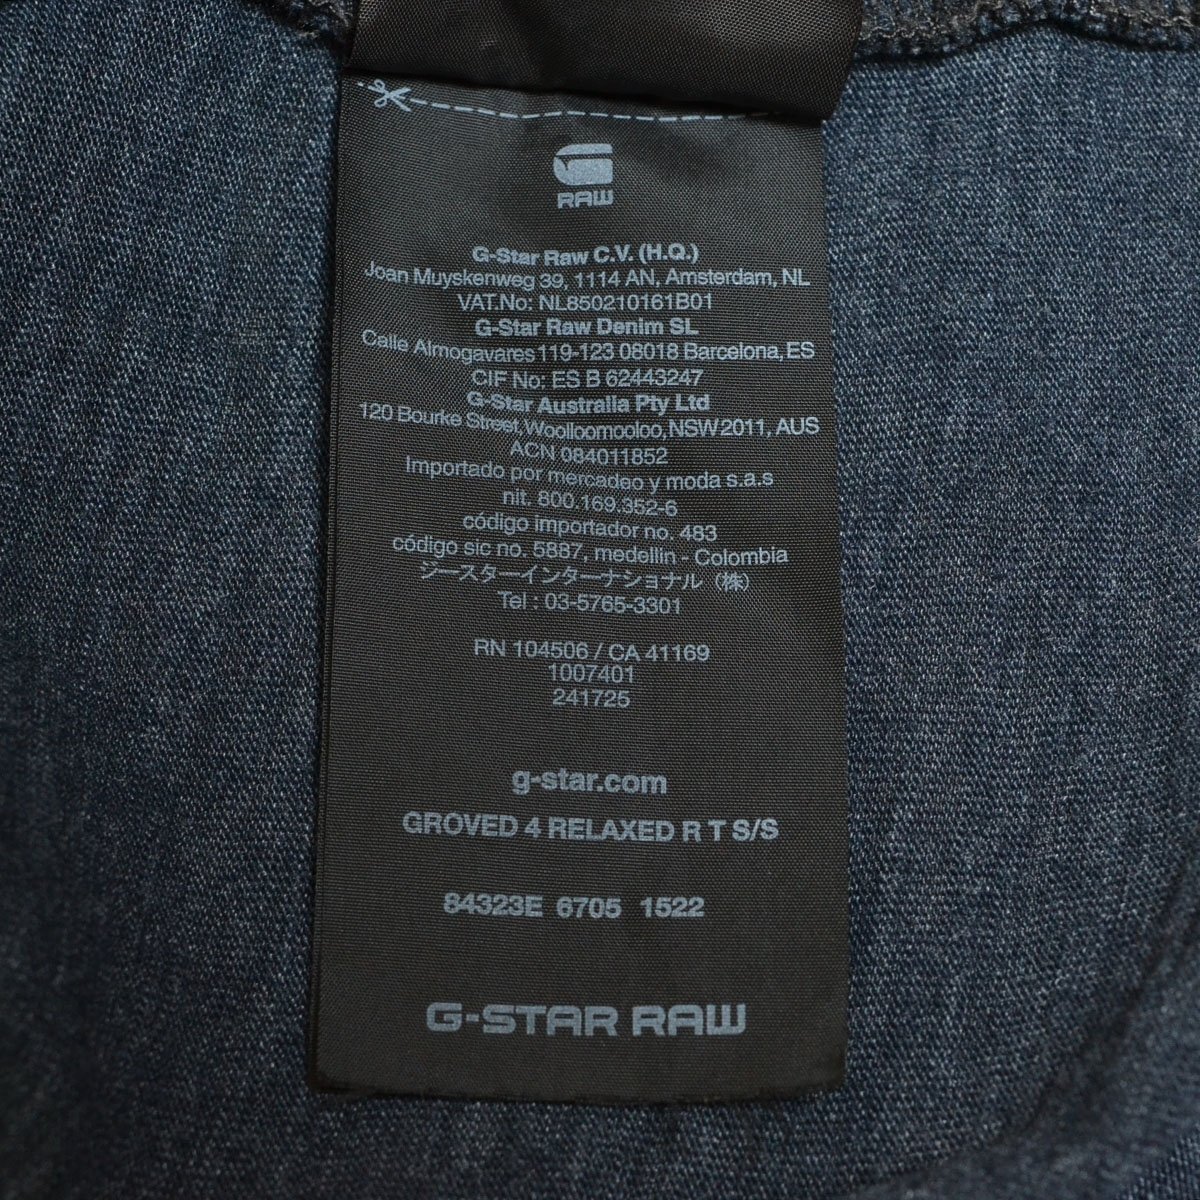 RAW
G-Star Raw C.V. (H.Q.)
Joan Muyskenweg 39, 1114 AN, Amsterdam, NL
VAT.No: NL850210161B01
G-Star Raw Denim SL
Calle Almogavares 119-123 08018 Barcelona, ES
CIF No: ES B 62443247
G-Star Australia Pty Ltd
120 Bourke Street, Woolloomooloo, NSW 2011, AUS
ACN 084011852
Importado por mercadeo y moda s.a.s
nit. 800.169.352-6
código importador no. 483
código sic no. 5887, medellin - Colombia
ジースターインターナショナル (株)
Tel : 03-5765-3301
RN 104506 / CA 41169
1007401
241725
g-star.com
GROVED 4 RELAXED R T S/S
84323E 6705 1522
G-STAR RAW